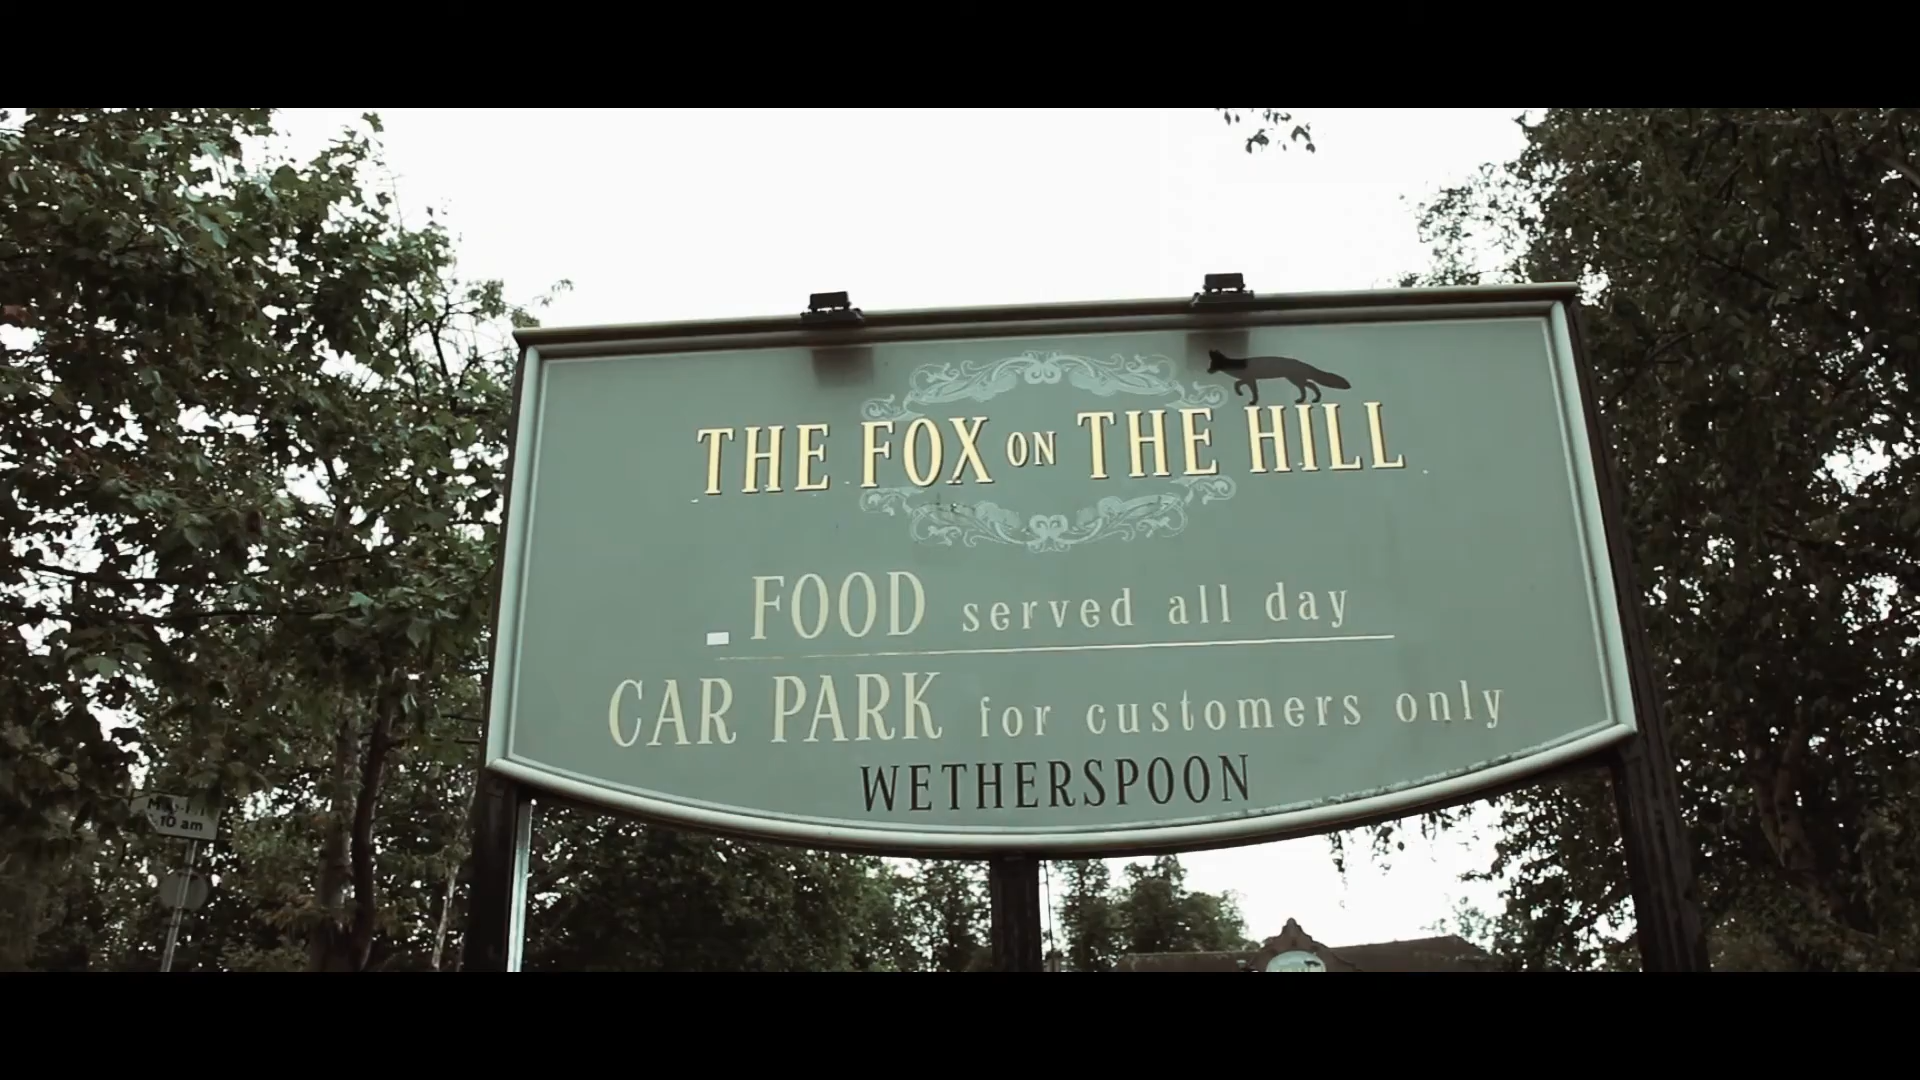 THE FOX ON THE HILL
FOOD served all day
CAR PARK for customers only
WETHERSPOON
10 am